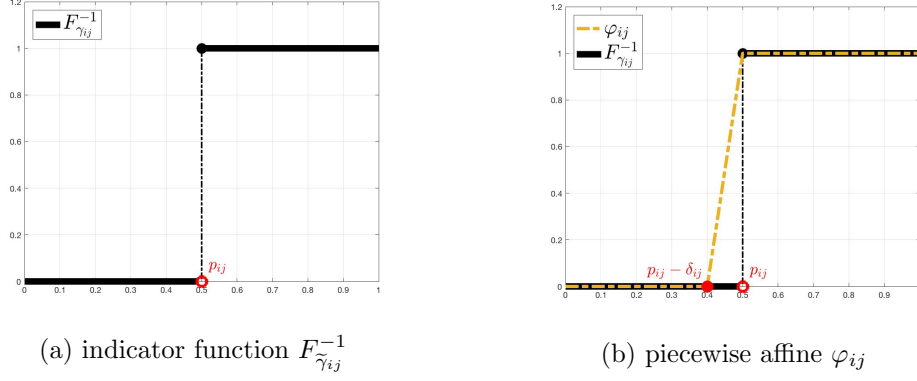 1.2
1
0.8
0.6
0.4
0.2
0
0 0.1 0.2 0.3 0.4 0.5 0.6 0.7 0.8 0.9 1
F⁻¹_{γ_{ij}}
p_{ij}
(a) indicator function F⁻¹_{γ̃_{ij}}
1.2
1
0.8
0.6
0.4
0.2
0
0 0.1 0.2 0.3 0.4 0.5 0.6 0.7 0.8 0.9
φ_{ij}
F⁻¹_{γ_{ij}}
p_{ij} − δ_{ij}
p_{ij}
(b) piecewise affine φ_{ij}